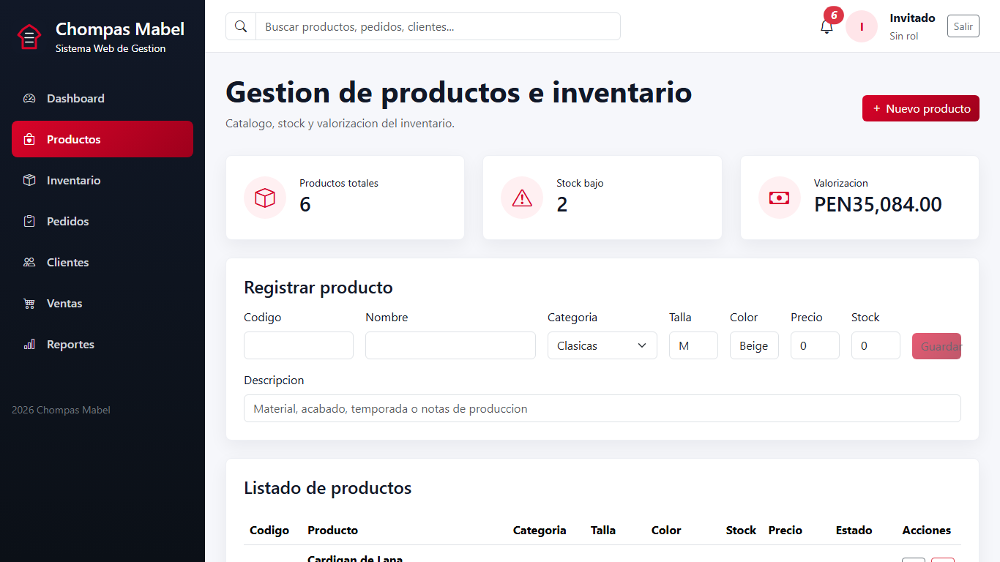 Chompas Mabel
Sistema Web de Gestion
Dashboard
Productos
Inventario
Pedidos
Clientes
Ventas
Reportes
2026 Chompas Mabel
Buscar productos, pedidos, clientes...
6
I
Invitado
Sin rol
Salir
Gestion de productos e inventario
Catalogo, stock y valorizacion del inventario.
+ Nuevo producto
Productos totales
6
Stock bajo
2
Valorizacion
PEN35,084.00
Registrar producto
Codigo Nombre Categoria Talla Color Precio Stock
Clasicas M Beige 0 0 Guardar
Descripcion
Material, acabado, temporada o notas de produccion
Listado de productos
Codigo Producto Categoria Talla Color Stock Precio Estado Acciones
Cardigan de Lana